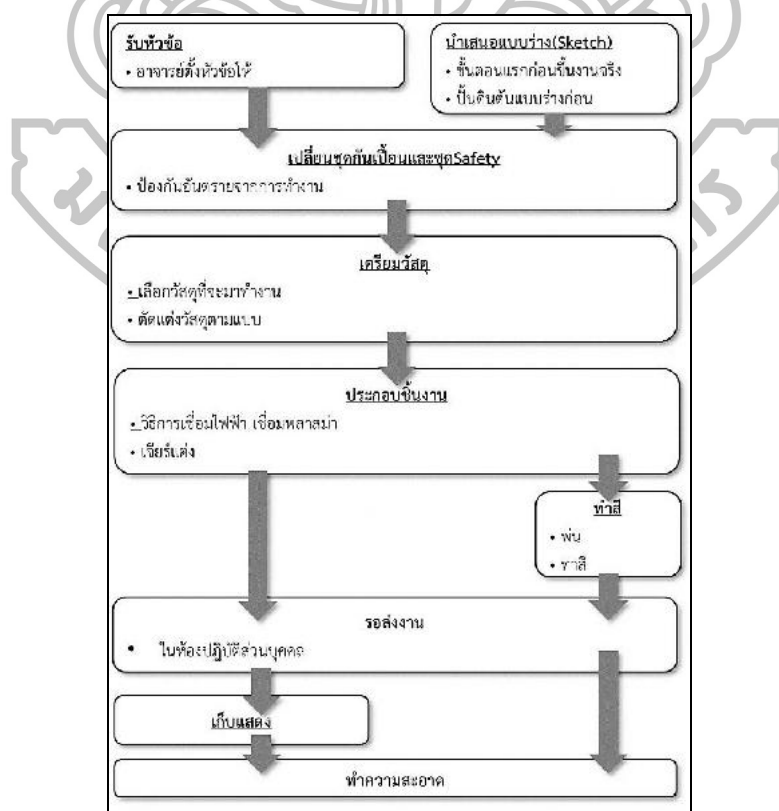 รับหัวข้อ
• อาจารย์ตั้งหัวข้อให้
นำเสนอแบบร่าง(Sketch)
• ขั้นตอนแรกก่อนขึ้นงานจริง
• ปั้นดินต้นแบบร่างก่อน
เปลี่ยนชุดกันเปื้อนและชุดSafety
• ป้องกันอันตรายจากการทำงาน
เตรียมวัสดุ
• เลือกวัสดุที่จะมาทำงาน
• ตัดแต่งวัสดุตามแบบ
ประกอบชิ้นงาน
• วิธีการเชื่อมไฟฟ้า เชื่อมพลาสม่า
• เจียร์แต่ง
ทำสี
• พ่น
• ทาสี
รอส่งงาน
• ในห้องปฏิบัติส่วนบุคคล
เก็บแสดง
ทำความสะอาด